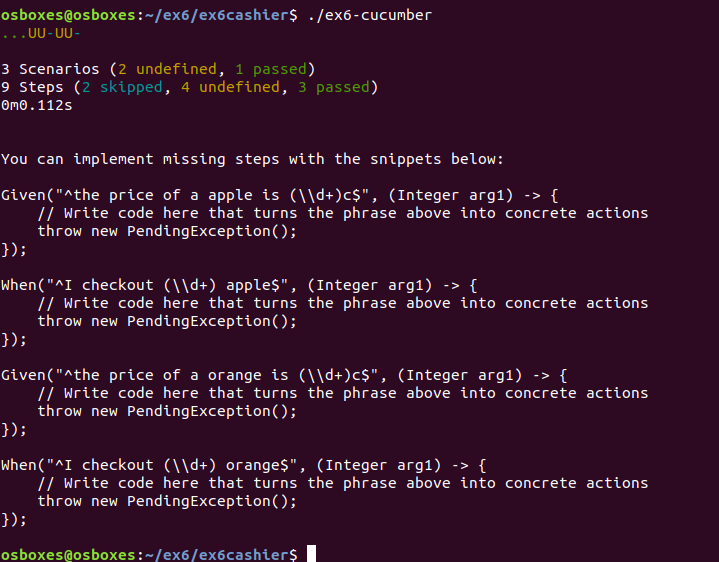 osboxes@osboxes:~/ex6/ex6cashier$ ./ex6-cucumber
...UU-UU-
3 Scenarios (2 undefined, 1 passed)
9 Steps (2 skipped, 4 undefined, 3 passed)
0m0.112s
You can implement missing steps with the snippets below:
Given("^the price of a apple is (\\d+)c$", (Integer arg1) -> {
    // Write code here that turns the phrase above into concrete actions
    throw new PendingException();
});
When("^I checkout (\\d+) apple$", (Integer arg1) -> {
    // Write code here that turns the phrase above into concrete actions
    throw new PendingException();
});
Given("^the price of a orange is (\\d+)c$", (Integer arg1) -> {
    // Write code here that turns the phrase above into concrete actions
    throw new PendingException();
});
When("^I checkout (\\d+) orange$", (Integer arg1) -> {
    // Write code here that turns the phrase above into concrete actions
    throw new PendingException();
});
osboxes@osboxes:~/ex6/ex6cashier$